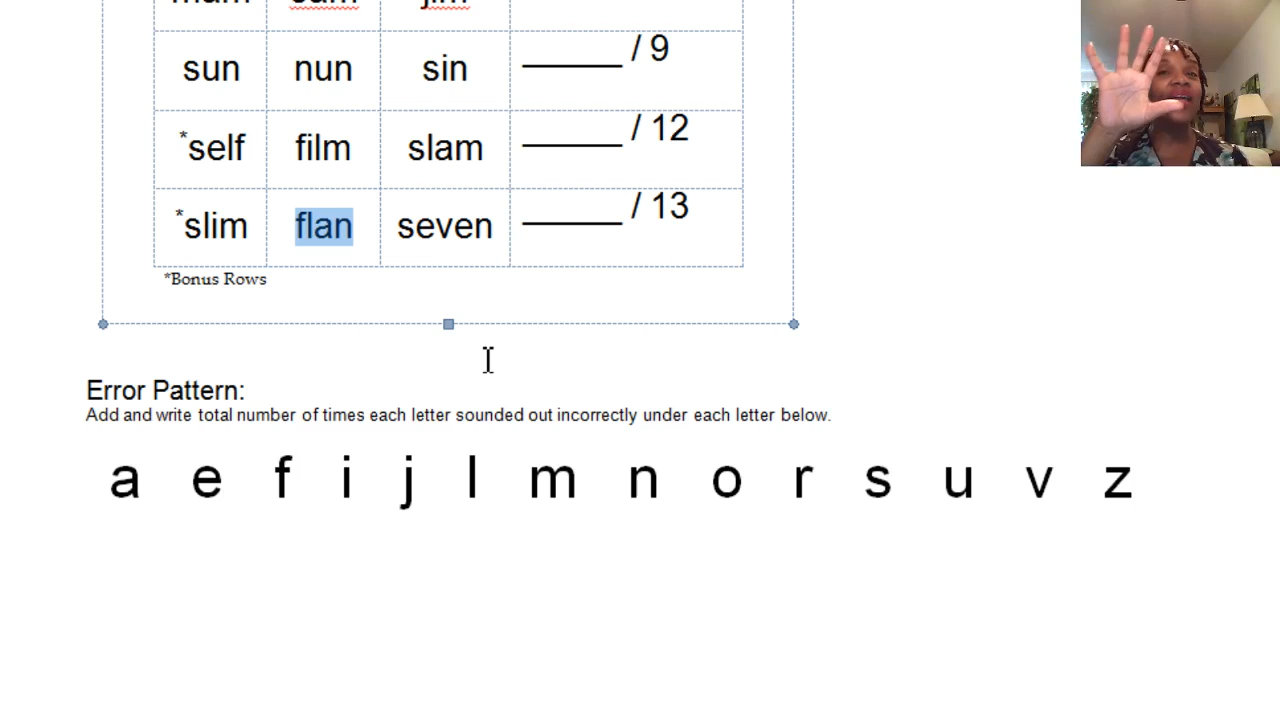 sun nun sin ______ / 9
*self film slam ______ / 12
*slim flan seven ______ / 13
*Bonus Rows
Error Pattern:
Add and write total number of times each letter sounded out incorrectly under each letter below.
a e f i j l m n o r s u v z